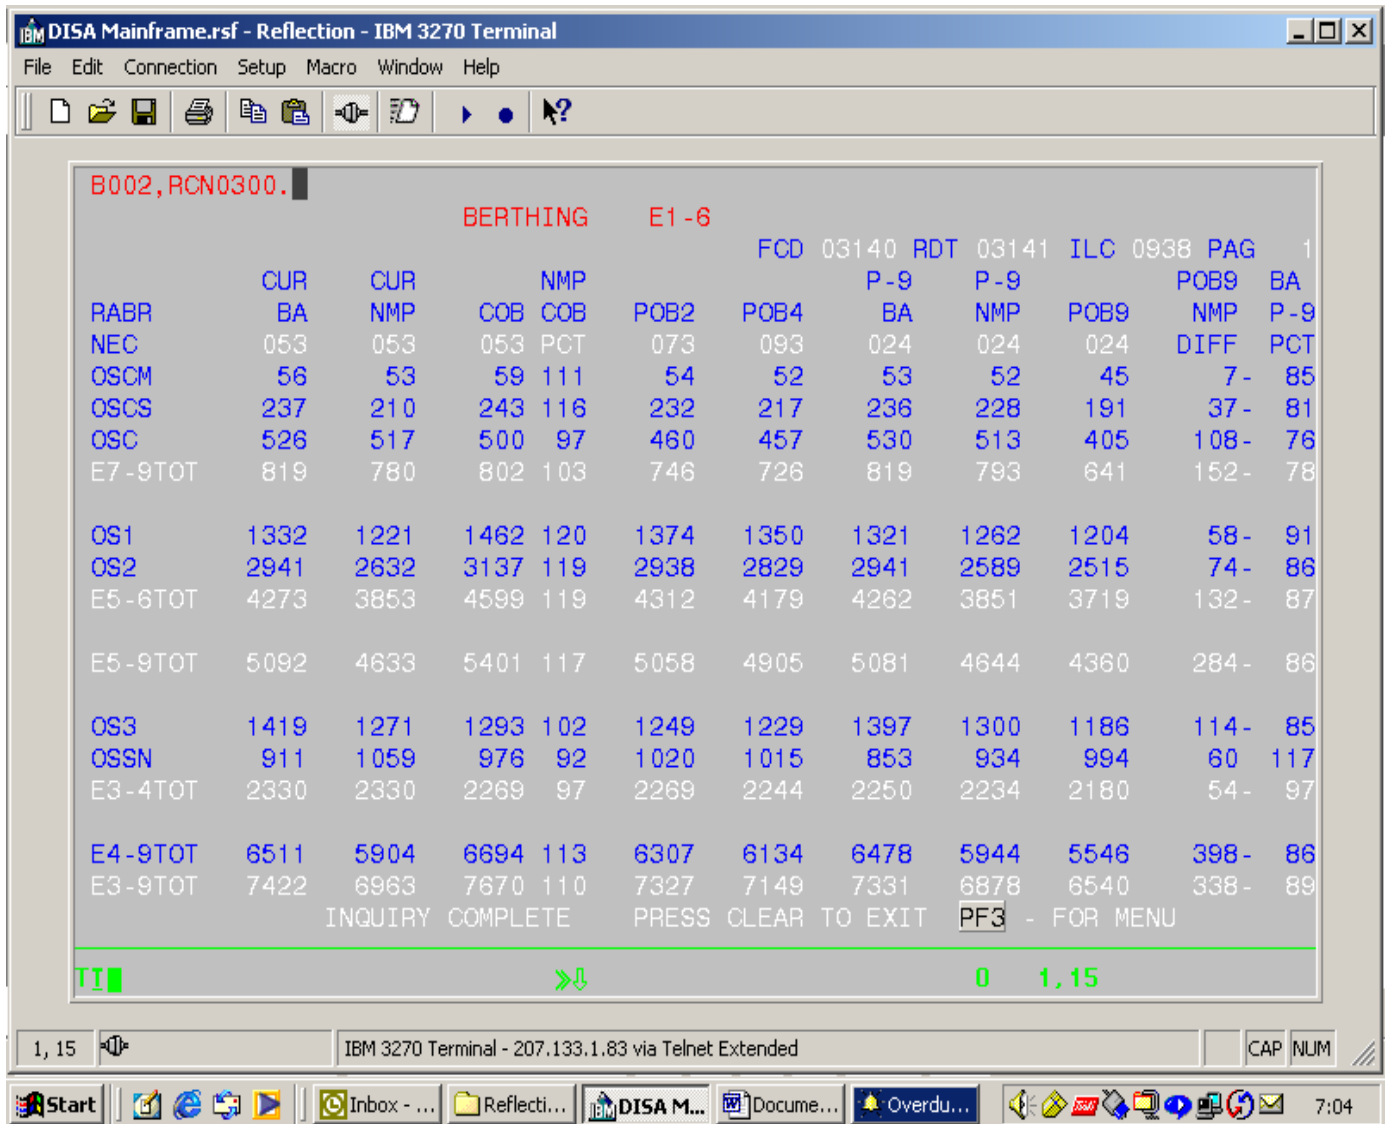 DISA Mainframe.rsf - Reflection - IBM 3270 Terminal
File Edit Connection Setup Macro Window Help
B002,RCN0300.
BERTHING E1-6
FCD 03140 RDT 03141 ILC 0938 PAG 1
CUR CUR NMP P-9 P-9 POB9 BA
RABR BA NMP COB COB POB2 POB4 BA NMP POB9 NMP P-9
NEC 053 053 053 PCT 073 093 024 024 024 DIFF PCT
OSCM 56 53 59 111 54 52 53 52 45 7- 85
OSCS 237 210 243 116 232 217 236 228 191 37- 81
OSC 526 517 500 97 460 457 530 513 405 108- 76
E7-9TOT 819 780 802 103 746 726 819 793 641 152- 78
OS1 1332 1221 1462 120 1374 1350 1321 1262 1204 58- 91
OS2 2941 2632 3137 119 2938 2829 2941 2589 2515 74- 86
E5-6TOT 4273 3853 4599 119 4312 4179 4262 3851 3719 132- 87
E5-9TOT 5092 4633 5401 117 5058 4905 5081 4644 4360 284- 86
OS3 1419 1271 1293 102 1249 1229 1397 1300 1186 114- 85
OSSN 911 1059 976 92 1020 1015 853 934 994 60 117
E3-4TOT 2330 2330 2269 97 2269 2244 2250 2234 2180 54- 97
E4-9TOT 6511 5904 6694 113 6307 6134 6478 5944 5546 398- 86
E3-9TOT 7422 6963 7670 110 7327 7149 7331 6878 6540 338- 89
INQUIRY COMPLETE PRESS CLEAR TO EXIT PF3 - FOR MENU
TI 0 1,15
1, 15 IBM 3270 Terminal - 207.133.1.83 via Telnet Extended CAP NUM
Start Inbox - ... Reflecti... DISA M... Docume... Overdu... 7:04